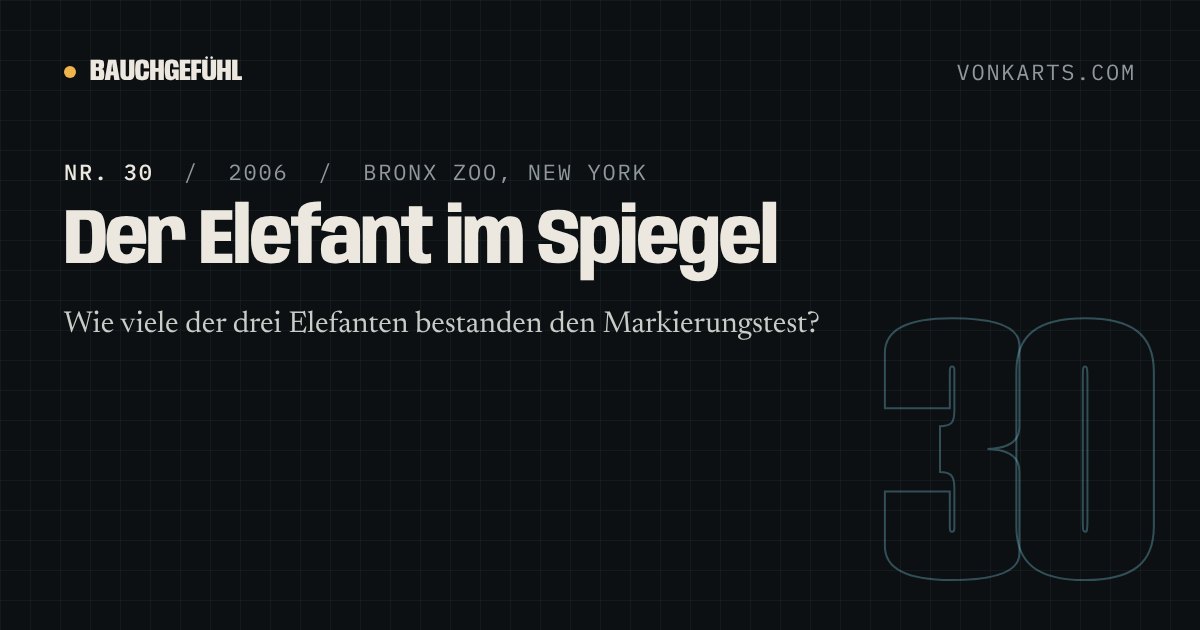 BAUCHGEFÜHL
VONKARTS.COM
NR. 30 / 2006 / BRONX ZOO, NEW YORK
Der Elefant im Spiegel
Wie viele der drei Elefanten bestanden den Markierungstest?
30